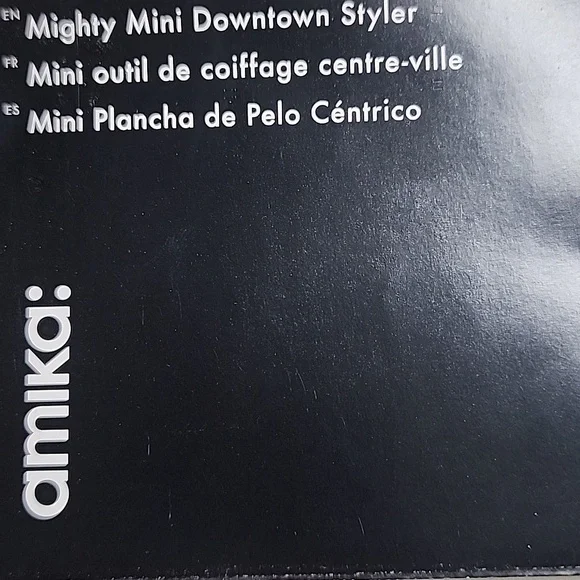 EN Mighty Mini Downtown Styler
FR Mini outil de coiffage centre-ville
ES Mini Plancha de Pelo Céntrico
amika: